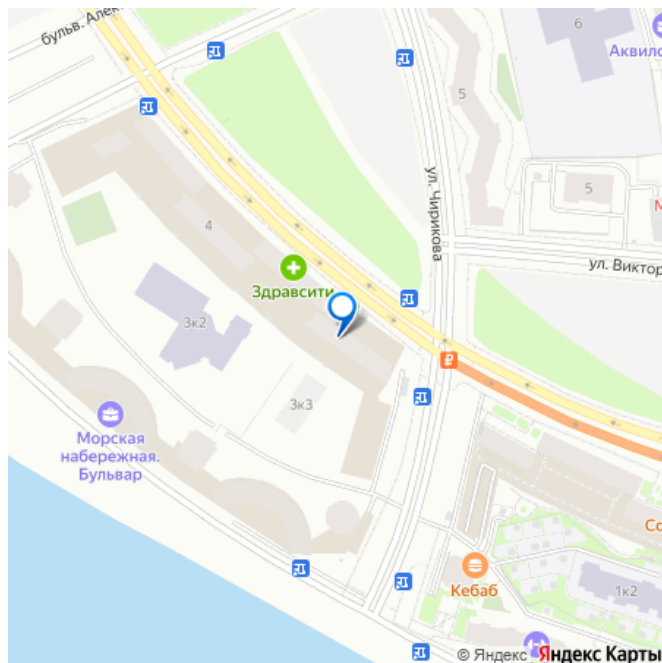 бульв. Алек
6
Аквило
5
ул. Чирикова
5
М
4
ул. Виктор
Здравсити
3к2
₽
3к3
Морская
набережная.
Бульвар
Со
Кебаб
1к2
© Яндекс Яндекс Карты